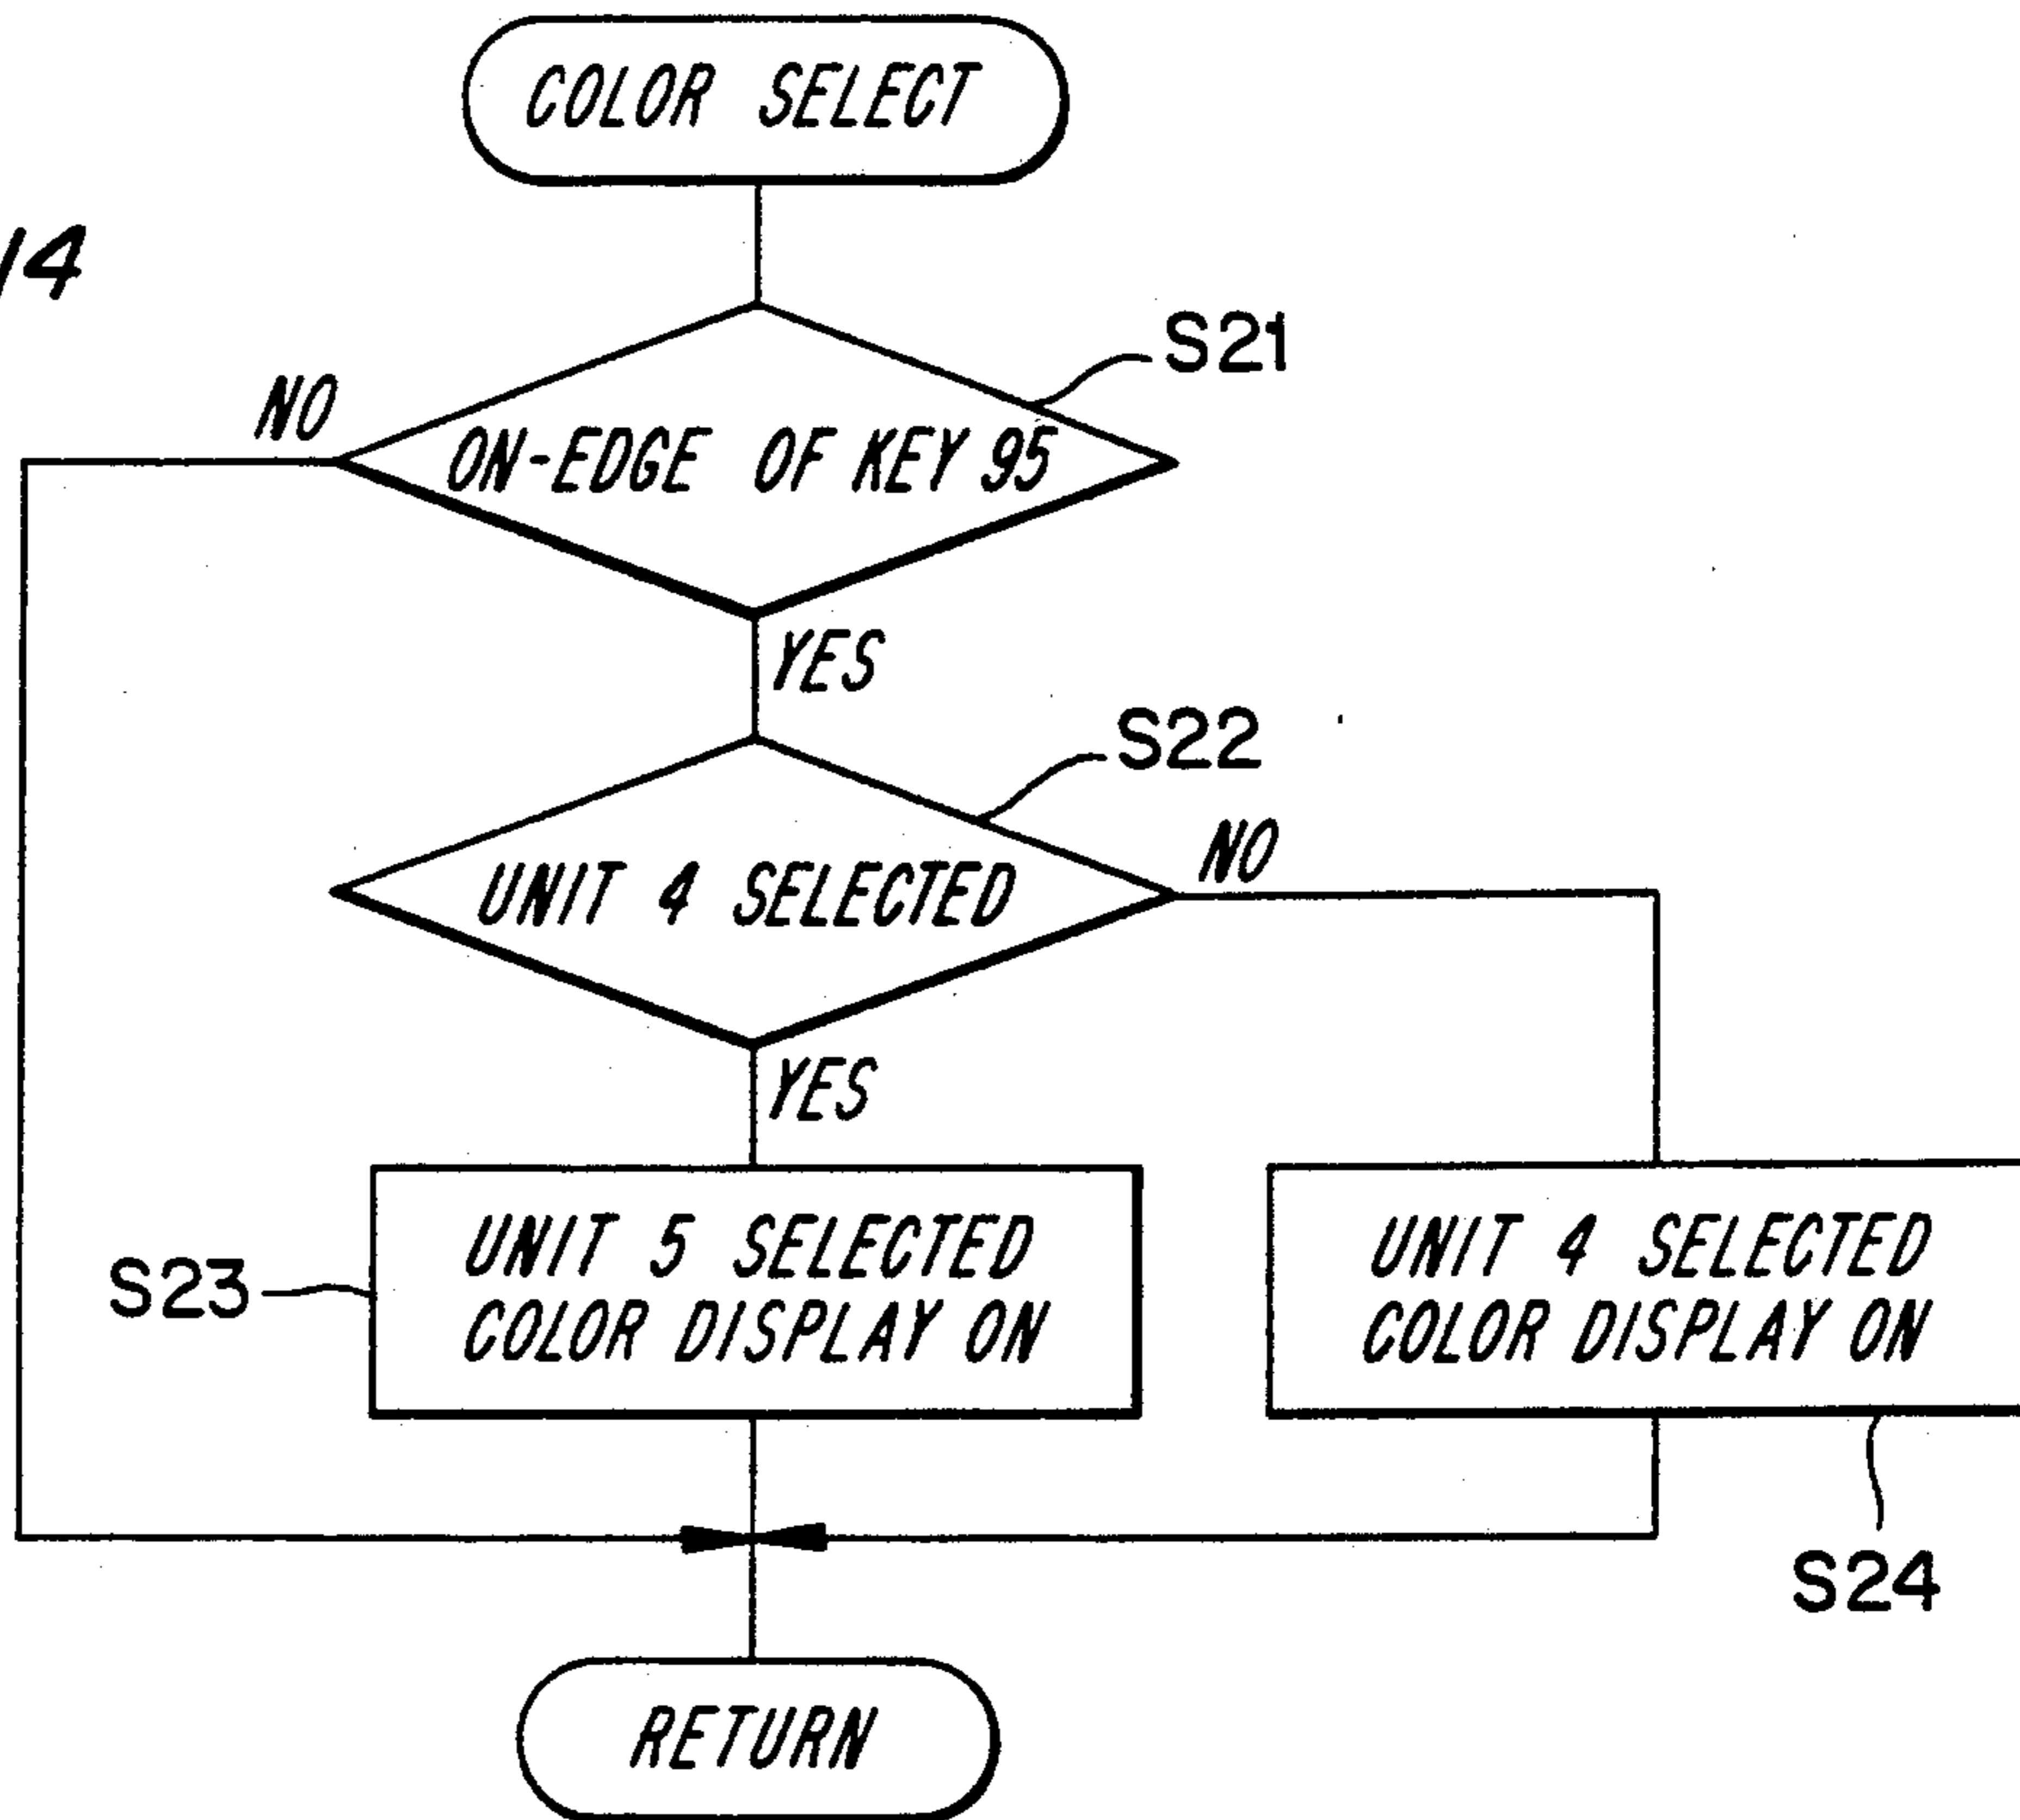 COLOR SELECT
14
S21
NO
ON-EDGE OF KEY 95
YES
S22
NO
UNIT 4 SELECTED
YES
S23
UNIT 5 SELECTED
COLOR DISPLAY ON
UNIT 4 SELECTED
COLOR DISPLAY ON
S24
RETURN